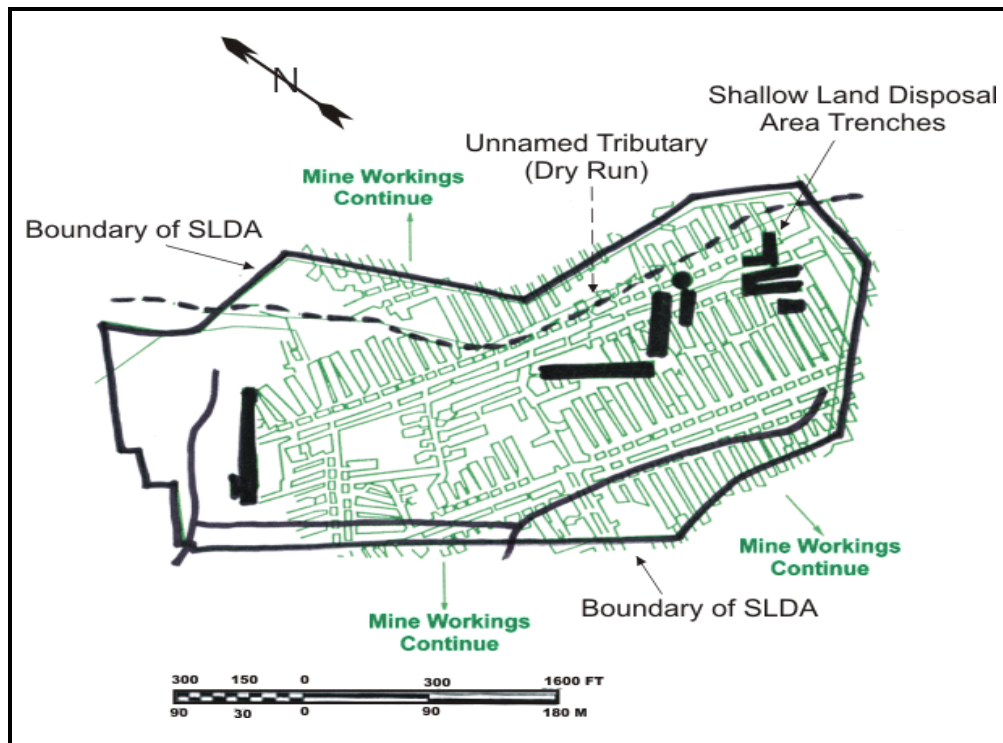 N
Shallow Land Disposal
Area Trenches
Unnamed Tributary
(Dry Run)
Mine Workings
Continue
Boundary of SLDA
Mine Workings
Continue
Boundary of SLDA
Mine Workings
Continue
300 150 0 300 1600 FT
90 30 0 90 180 M